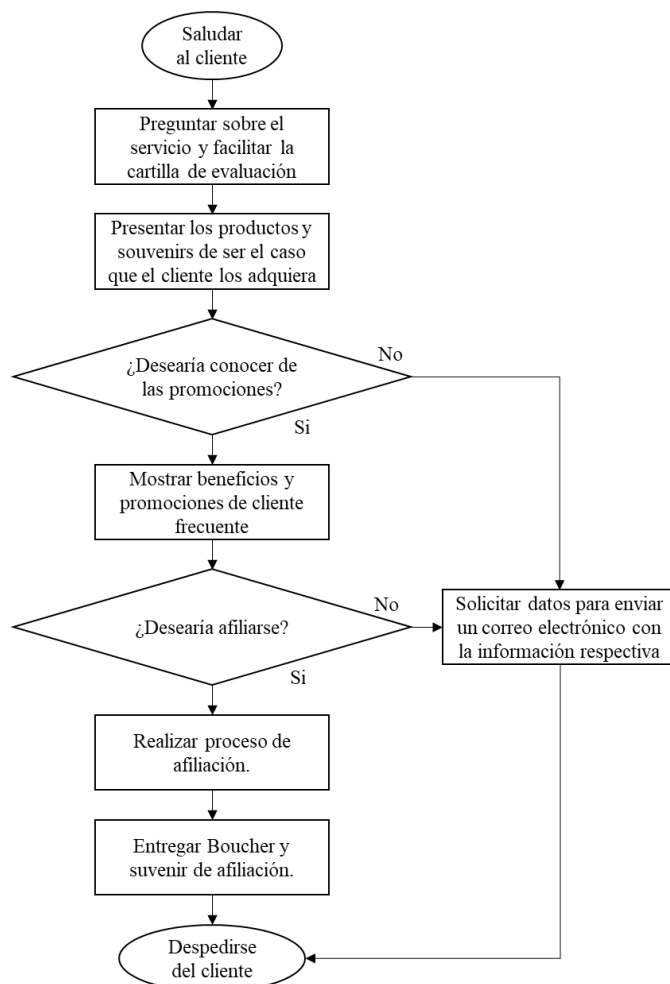 Saludar
al cliente
Preguntar sobre el
servicio y facilitar la
cartilla de evaluación
Presentar los productos y
souvenirs de ser el caso
que el cliente los adquiera
¿Desearía conocer de
las promociones?
No
Si
Mostrar beneficios y
promociones de cliente
frecuente
¿Desearía afiliarse?
No
Si
Solicitar datos para enviar
un correo electrónico con
la información respectiva
Realizar proceso de
afiliación.
Entregar Boucher y
suvenir de afiliación.
Despedirse
del cliente